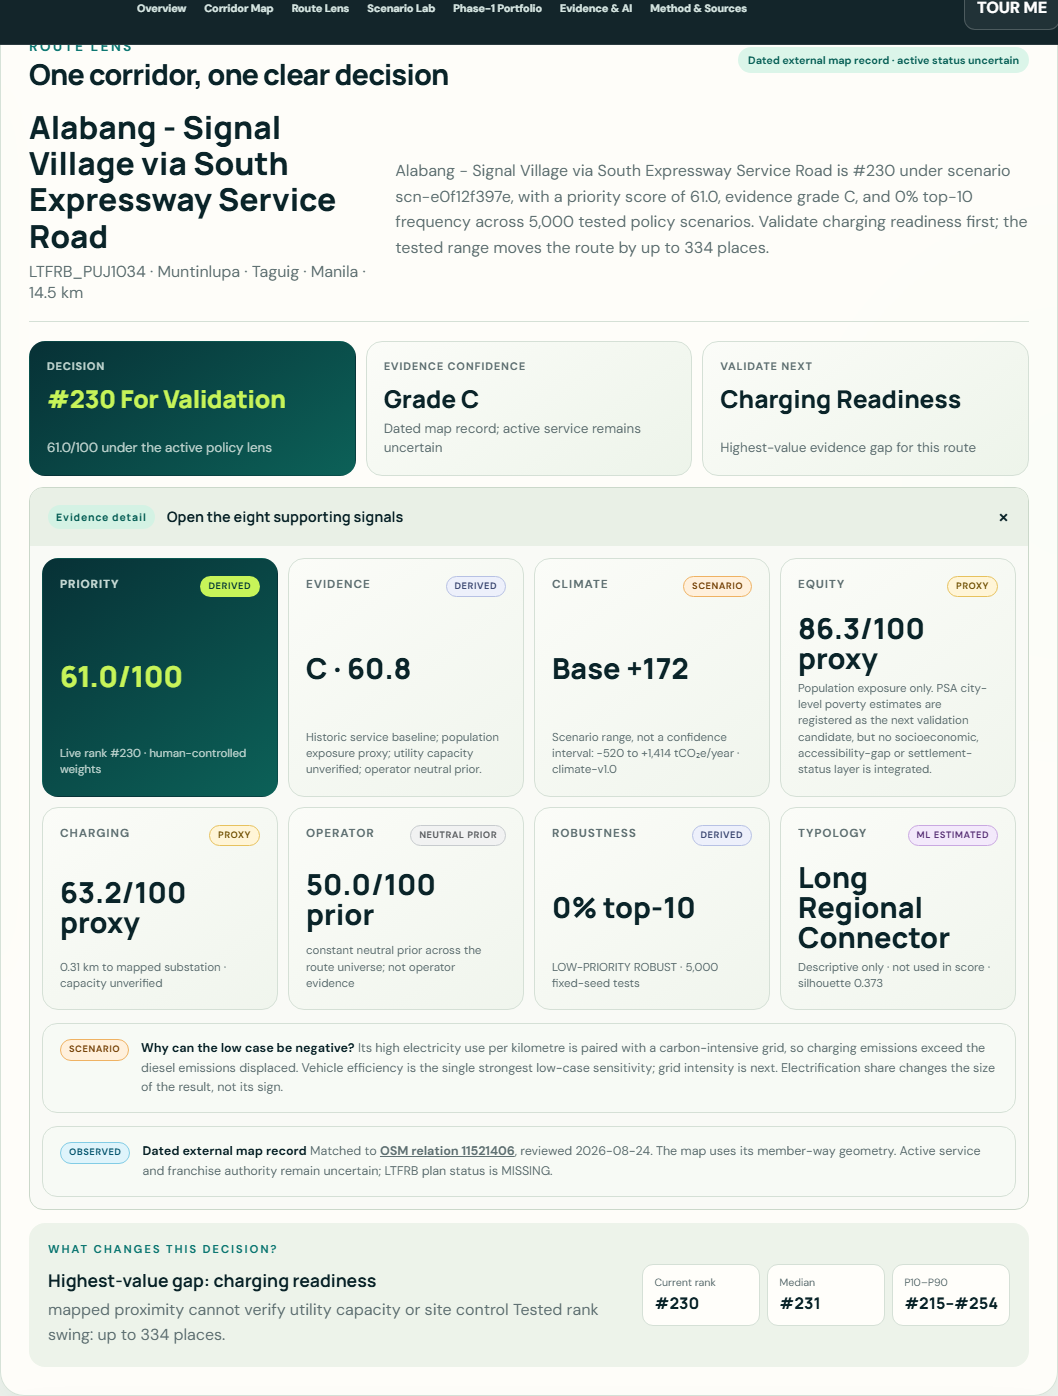 Overview Corridor Map Route Lens Scenario Lab Phase-1 Portfolio Evidence & AI Method & Sources
TOUR ME
ROUTE LENS
One corridor, one clear decision
Dated external map record · active status uncertain
Alabang - Signal
Village via South
Expressway Service
Road
LTFRB_PUJ1034 · Muntinlupa · Taguig · Manila ·
14.5 km
Alabang - Signal Village via South Expressway Service Road is #230 under scenario
scn-e0f12f397e, with a priority score of 61.0, evidence grade C, and 0% top-10
frequency across 5,000 tested policy scenarios. Validate charging readiness first; the
tested range moves the route by up to 334 places.
DECISION
#230 For Validation
61.0/100 under the active policy lens
EVIDENCE CONFIDENCE
Grade C
Dated map record; active service remains
uncertain
VALIDATE NEXT
Charging Readiness
Highest-value evidence gap for this route
Evidence detail Open the eight supporting signals ×
PRIORITY DERIVED
61.0/100
Live rank #230 · human-controlled
weights
EVIDENCE DERIVED
C · 60.8
Historic service baseline; population
exposure proxy; utility capacity
unverified; operator neutral prior.
CLIMATE SCENARIO
Base +172
Scenario range, not a confidence
interval: -520 to +1,414 tCO₂e/year ·
climate-v1.0
EQUITY PROXY
86.3/100
proxy
Population exposure only. PSA city-
level poverty estimates are
registered as the next validation
candidate, but no socioeconomic,
accessibility-gap or settlement-
status layer is integrated.
CHARGING PROXY
63.2/100
proxy
0.31 km to mapped substation ·
capacity unverified
OPERATOR NEUTRAL PRIOR
50.0/100
prior
constant neutral prior across the
route universe; not operator
evidence
ROBUSTNESS DERIVED
0% top-10
LOW-PRIORITY ROBUST · 5,000
fixed-seed tests
TYPOLOGY ML ESTIMATED
Long
Regional
Connector
Descriptive only · not used in score ·
silhouette 0.373
SCENARIO Why can the low case be negative? Its high electricity use per kilometre is paired with a carbon-intensive grid, so charging emissions exceed the
diesel emissions displaced. Vehicle efficiency is the single strongest low-case sensitivity; grid intensity is next. Electrification share changes the size
of the result, not its sign.
OBSERVED Dated external map record Matched to OSM relation 11521406, reviewed 2026-08-24. The map uses its member-way geometry. Active service
and franchise authority remain uncertain; LTFRB plan status is MISSING.
WHAT CHANGES THIS DECISION?
Highest-value gap: charging readiness
mapped proximity cannot verify utility capacity or site control Tested rank
swing: up to 334 places.
Current rank
#230
Median
#231
P10–P90
#215–#254